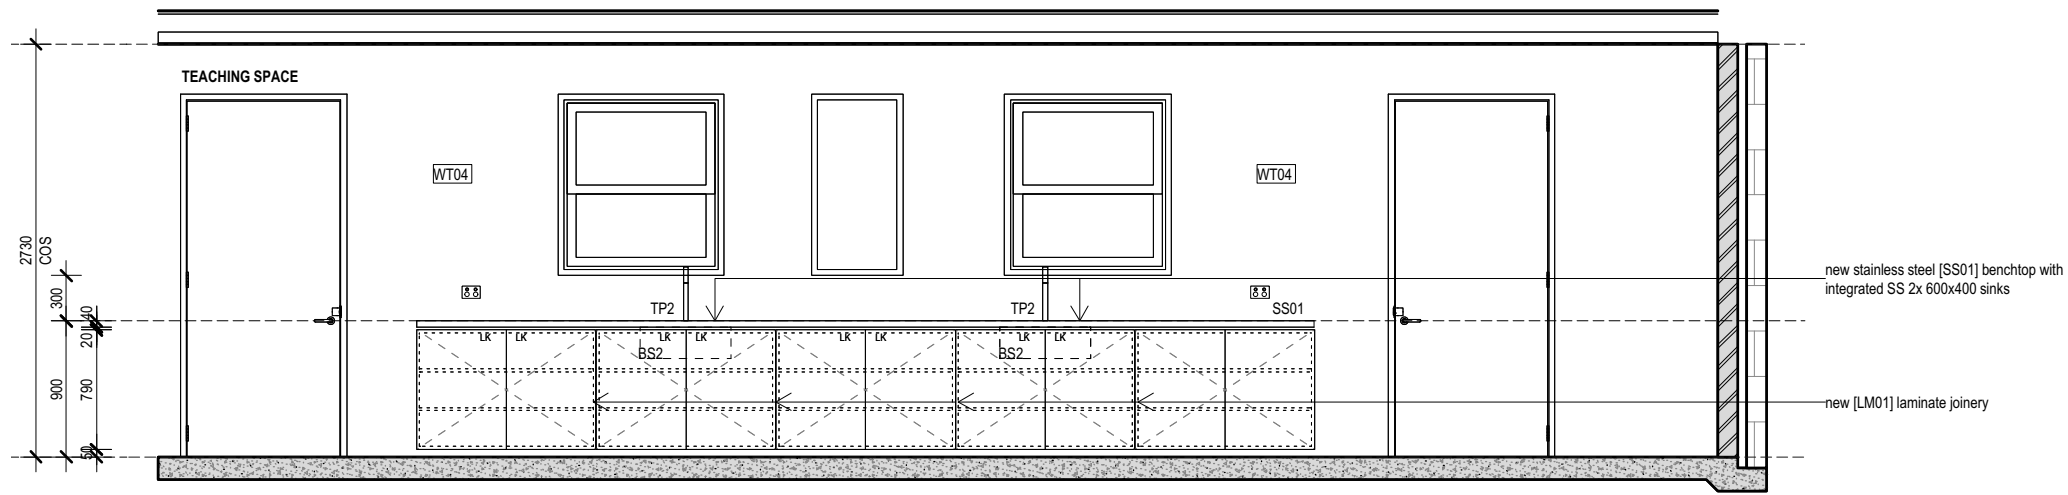 TEACHING SPACE
WT04
WT04
2730
COS
300
40
20
900
790
50
TP2
TP2
SS01
LK LK
LK LK
LK LK
LK LK
BS2
BS2
new stainless steel [SS01] benchtop with
integrated SS 2x 600x400 sinks
new [LM01] laminate joinery